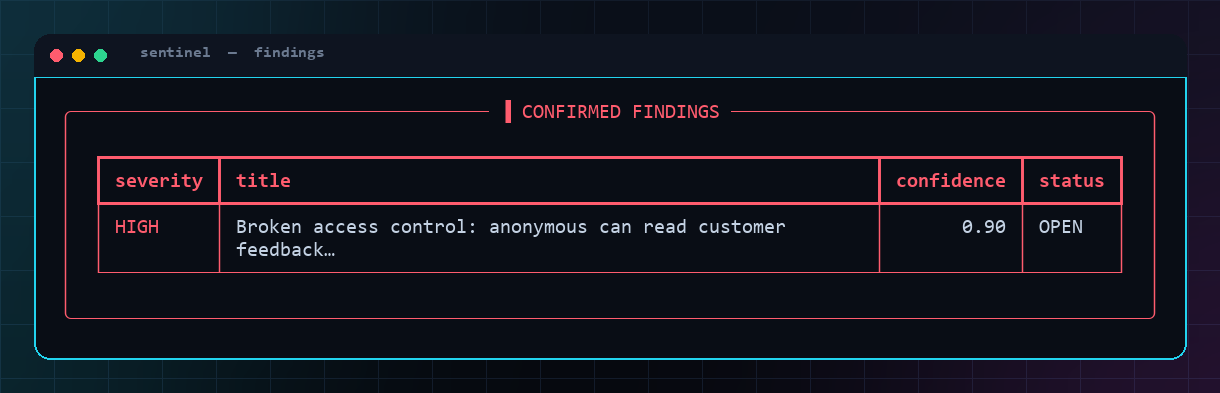 sentinel — findings
CONFIRMED FINDINGS
severity title confidence status
HIGH Broken access control: anonymous can read customer 0.90 OPEN
feedback…